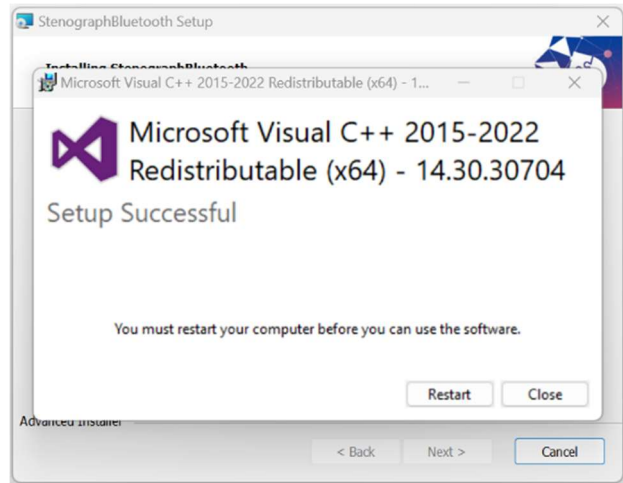 StenographBluetooth Setup
Installing StenographBluetooth
Microsoft Visual C++ 2015-2022 Redistributable (x64) - 1...
Microsoft Visual C++ 2015-2022
Redistributable (x64) - 14.30.30704
Setup Successful
You must restart your computer before you can use the software.
Restart Close
Advanced Installer
< Back Next > Cancel